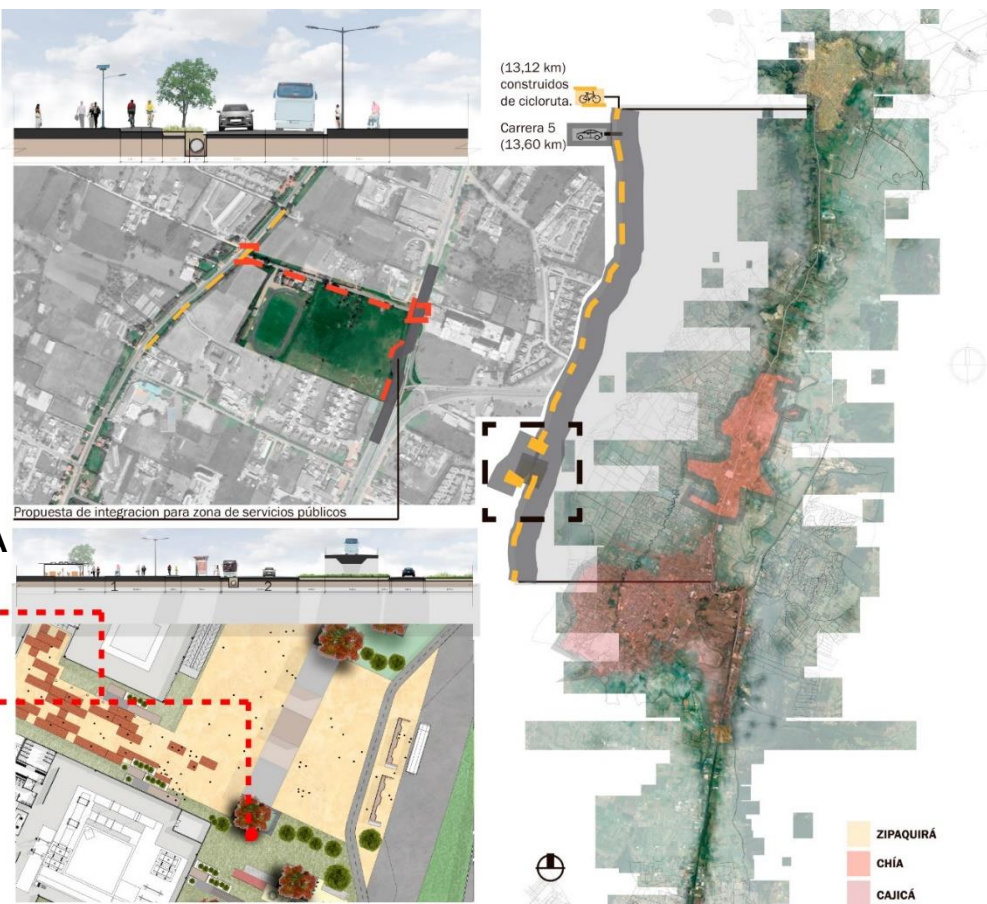 (13,12 km)
construidos
de cicloruta.
Carrera 5
(13,60 km)
Propuesta de integracion para zona de servicios públicos
A
1
2
ZIPAQUIRÁ
CHÍA
CAJICÁ